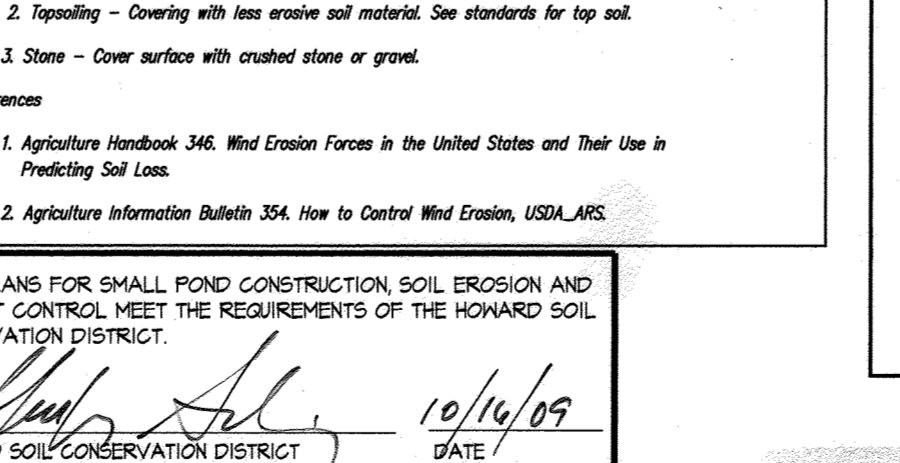 2. Topsoiling – Covering with less erosive soil material. See standards for top soil.
3. Stone – Cover surface with crushed stone or gravel.
ences
1. Agriculture Handbook 346. Wind Erosion Forces in the United States and Their Use in
Predicting Soil Loss.
2. Agriculture Information Bulletin 354. How to Control Wind Erosion, USDA_ARS.
ANS FOR SMALL POND CONSTRUCTION, SOIL EROSION AND
T CONTROL MEET THE REQUIREMENTS OF THE HOWARD SOIL
VATION DISTRICT.
10/16/09
SOIL CONSERVATION DISTRICT DATE